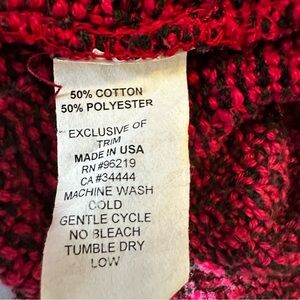 50% COTTON
50% POLYESTER
EXCLUSIVE OF
TRIM
MADE IN USA
RN #96219
CA #34444
MACHINE WASH
COLD
GENTLE CYCLE
NO BLEACH
TUMBLE DRY
LOW